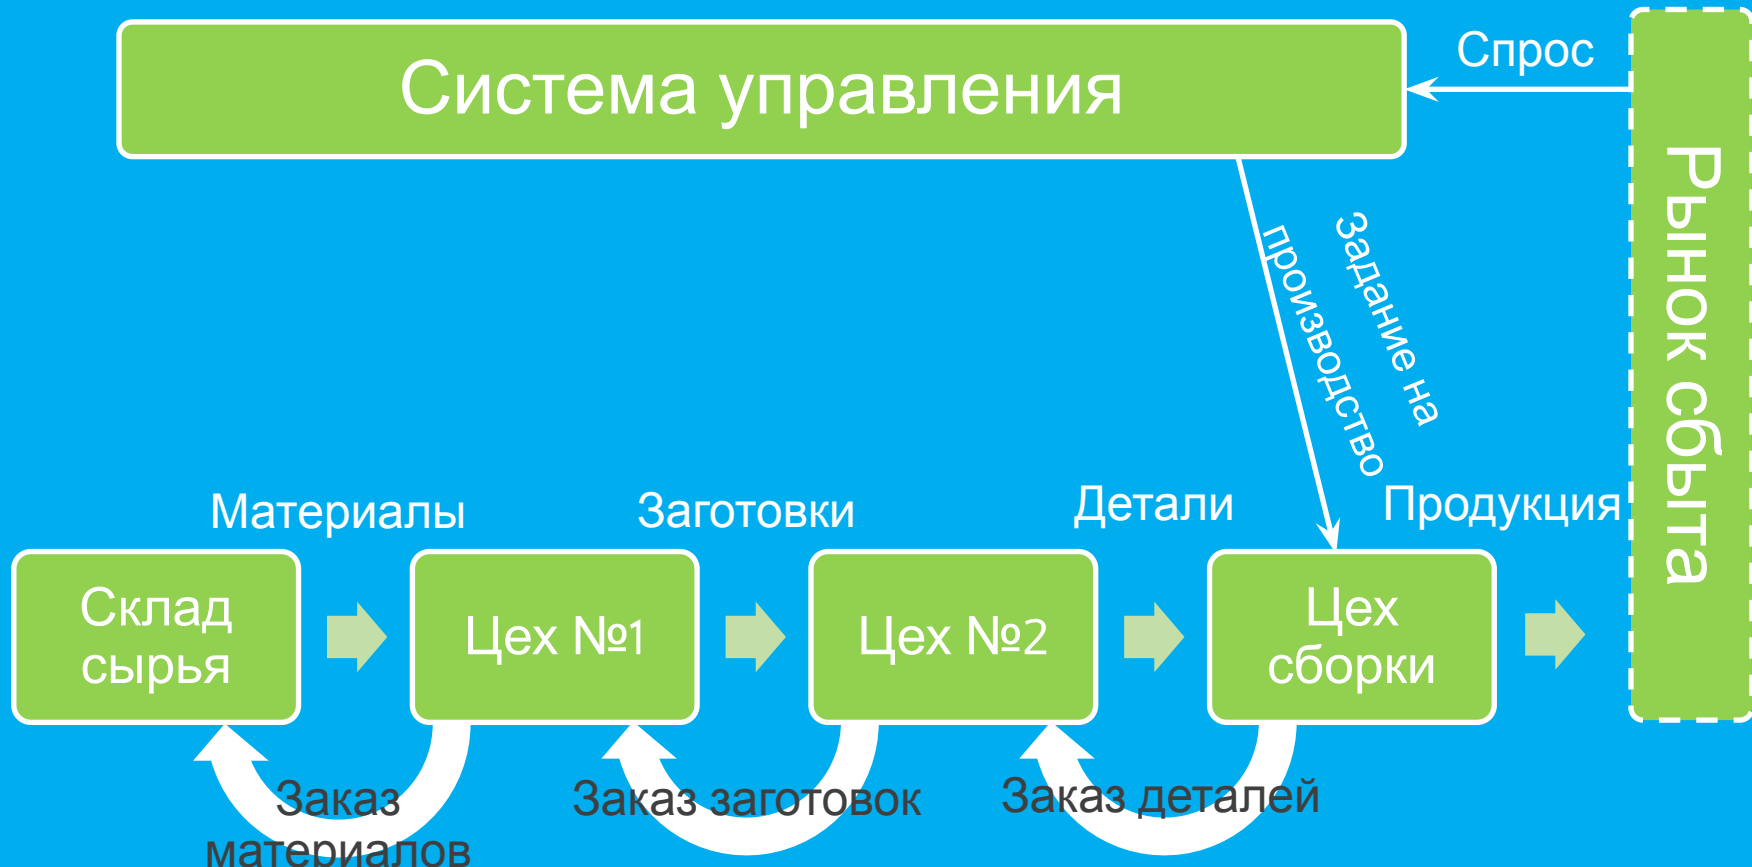 Система управления
Спрос
Рынок сбыта
Задание на
производство
Материалы
Заготовки
Детали
Продукция
Склад
сырья
Цех №1
Цех №2
Цех
сборки
Заказ
материалов
Заказ заготовок
Заказ деталей